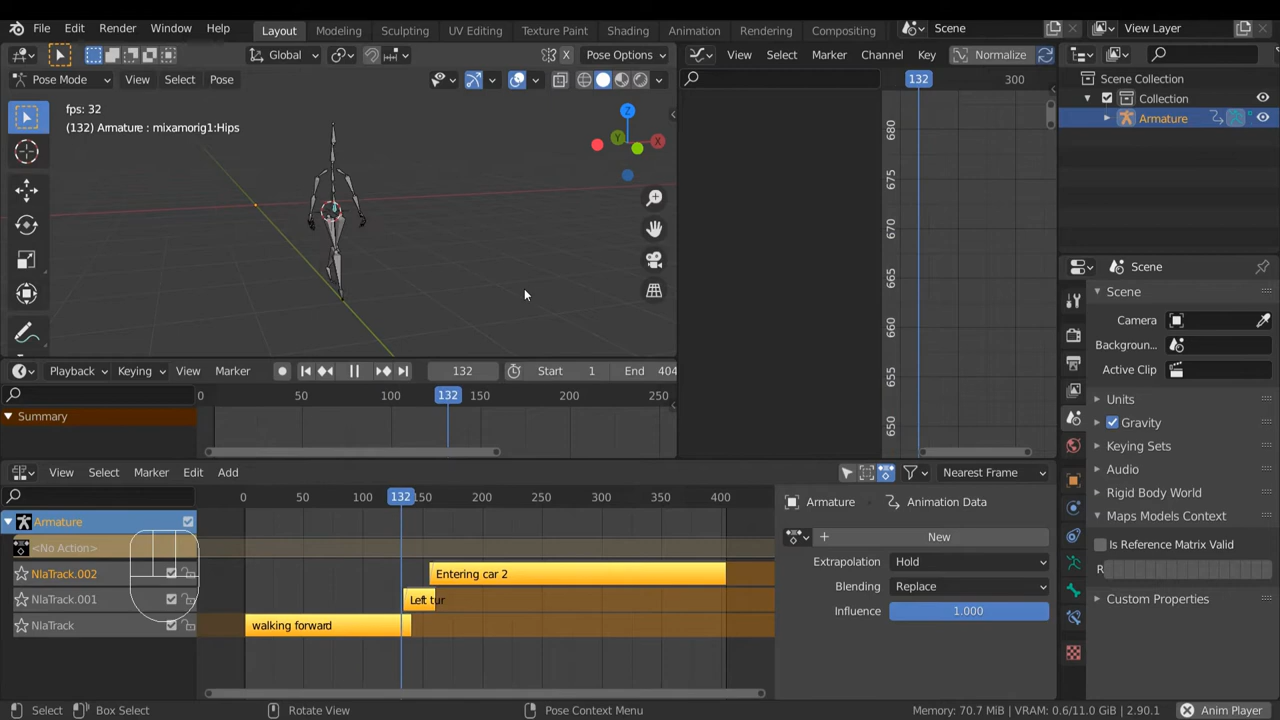 File Edit Render Window Help Layout Modeling Sculpting UV Editing Texture Paint Shading Animation Rendering Compositing Scene View Layer
Global Pose Options View Select Marker Channel Key Normalize
Pose Mode View Select Pose 132 300 Scene Collection
Collection
fps: 32
(132) Armature : mixamorig1:Hips
Armature
Z
Y X
680
675
670
665
660
655
650
Scene
Scene
Camera
Backgroun...
Active Clip
Units
Gravity
Keying Sets
Audio
Rigid Body World
Maps Models Context
Is Reference Matrix Valid
R
Custom Properties
Playback Keying View Marker 132 Start 1 End 404
0 50 100 132 150 200 250
Summary
View Select Marker Edit Add Nearest Frame
0 50 100 132 150 200 250 300 350 400
Armature
<No Action>
NlaTrack.002 Entering car 2
NlaTrack.001 Left tur
NlaTrack walking forward
Armature Animation Data
New
Extrapolation Hold
Blending Replace
Influence 1.000
Select Box Select Rotate View Pose Context Menu Memory: 70.7 MiB | VRAM: 0.6/11.0 GiB | 2.90.1 Anim Player